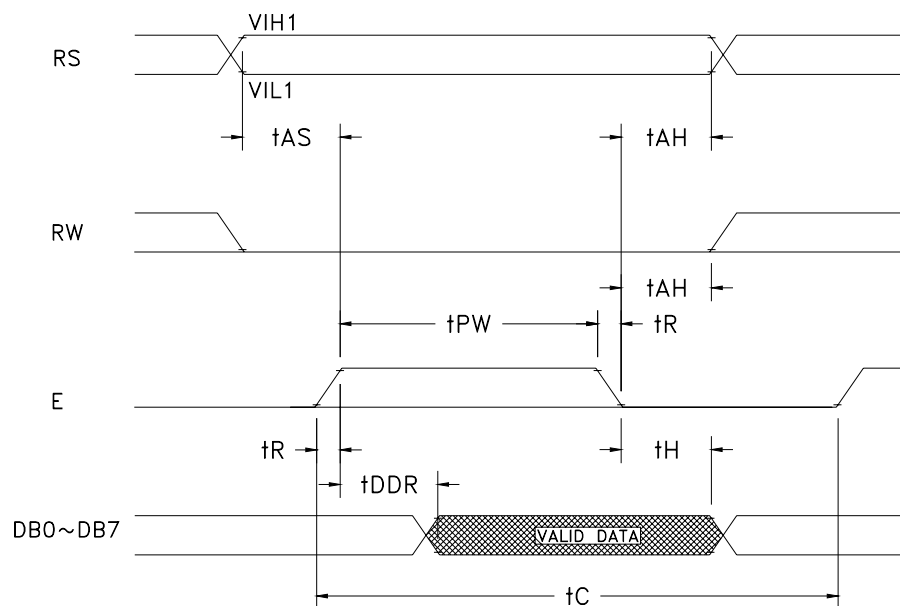 VIH1
RS
VIL1
tAS
tAH
RW
tAH
tPW
tR
E
tR
tH
tDDR
DB0~DB7
VALID DATA
tC